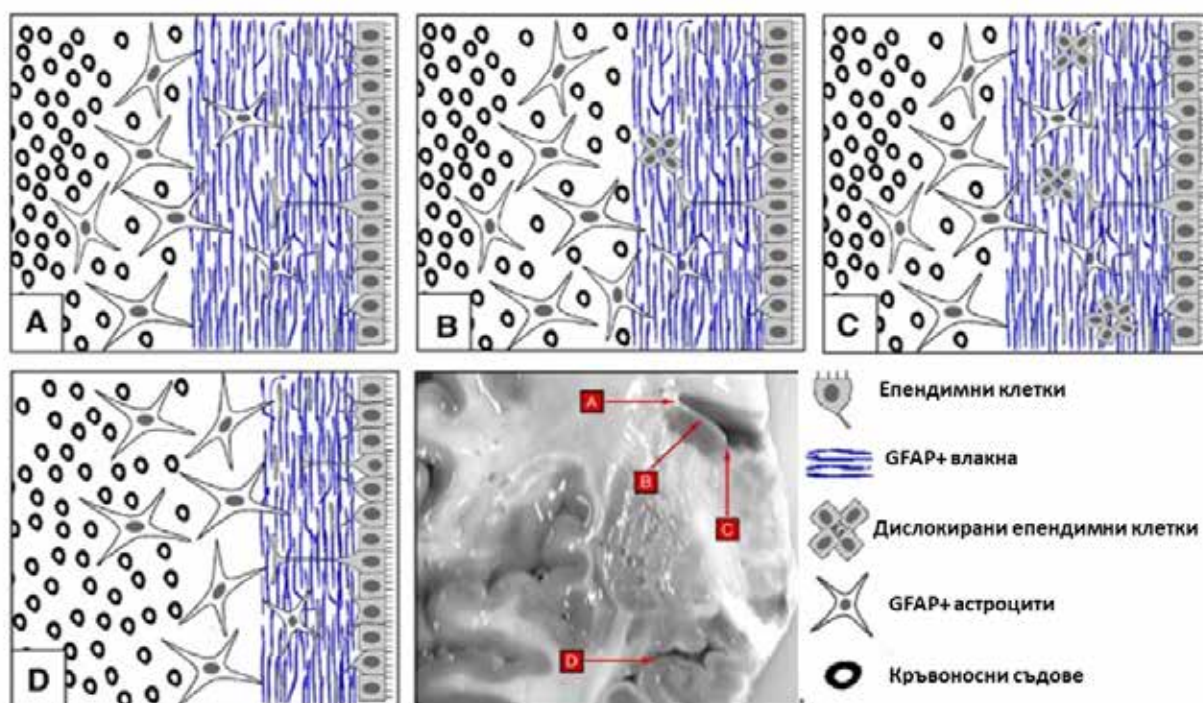 A
B
C
D
A
B
C
D
Епендимни клетки
GFAP+ влакна
Дислокирани епендимни клетки
GFAP+ астроцити
Кръвоносни съдове